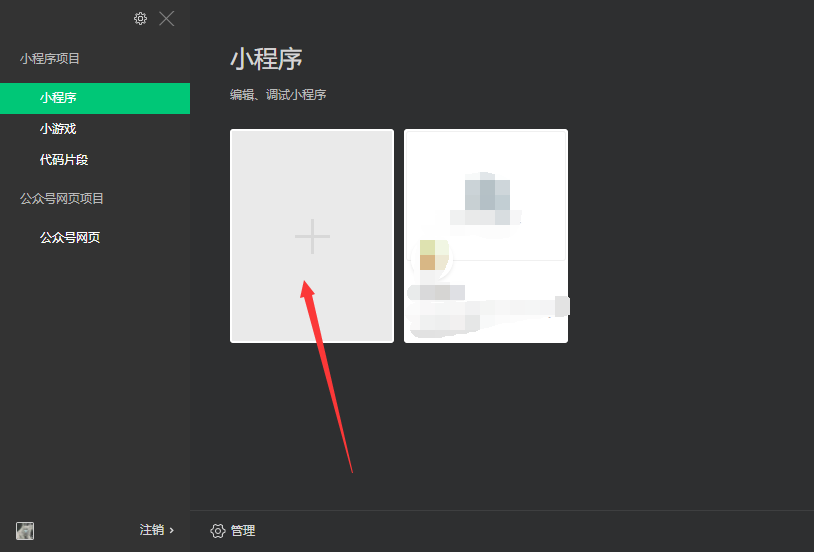 小程序项目
小程序
小游戏
代码片段
公众号网页项目
公众号网页
注销
小程序
编辑、调试小程序
管理